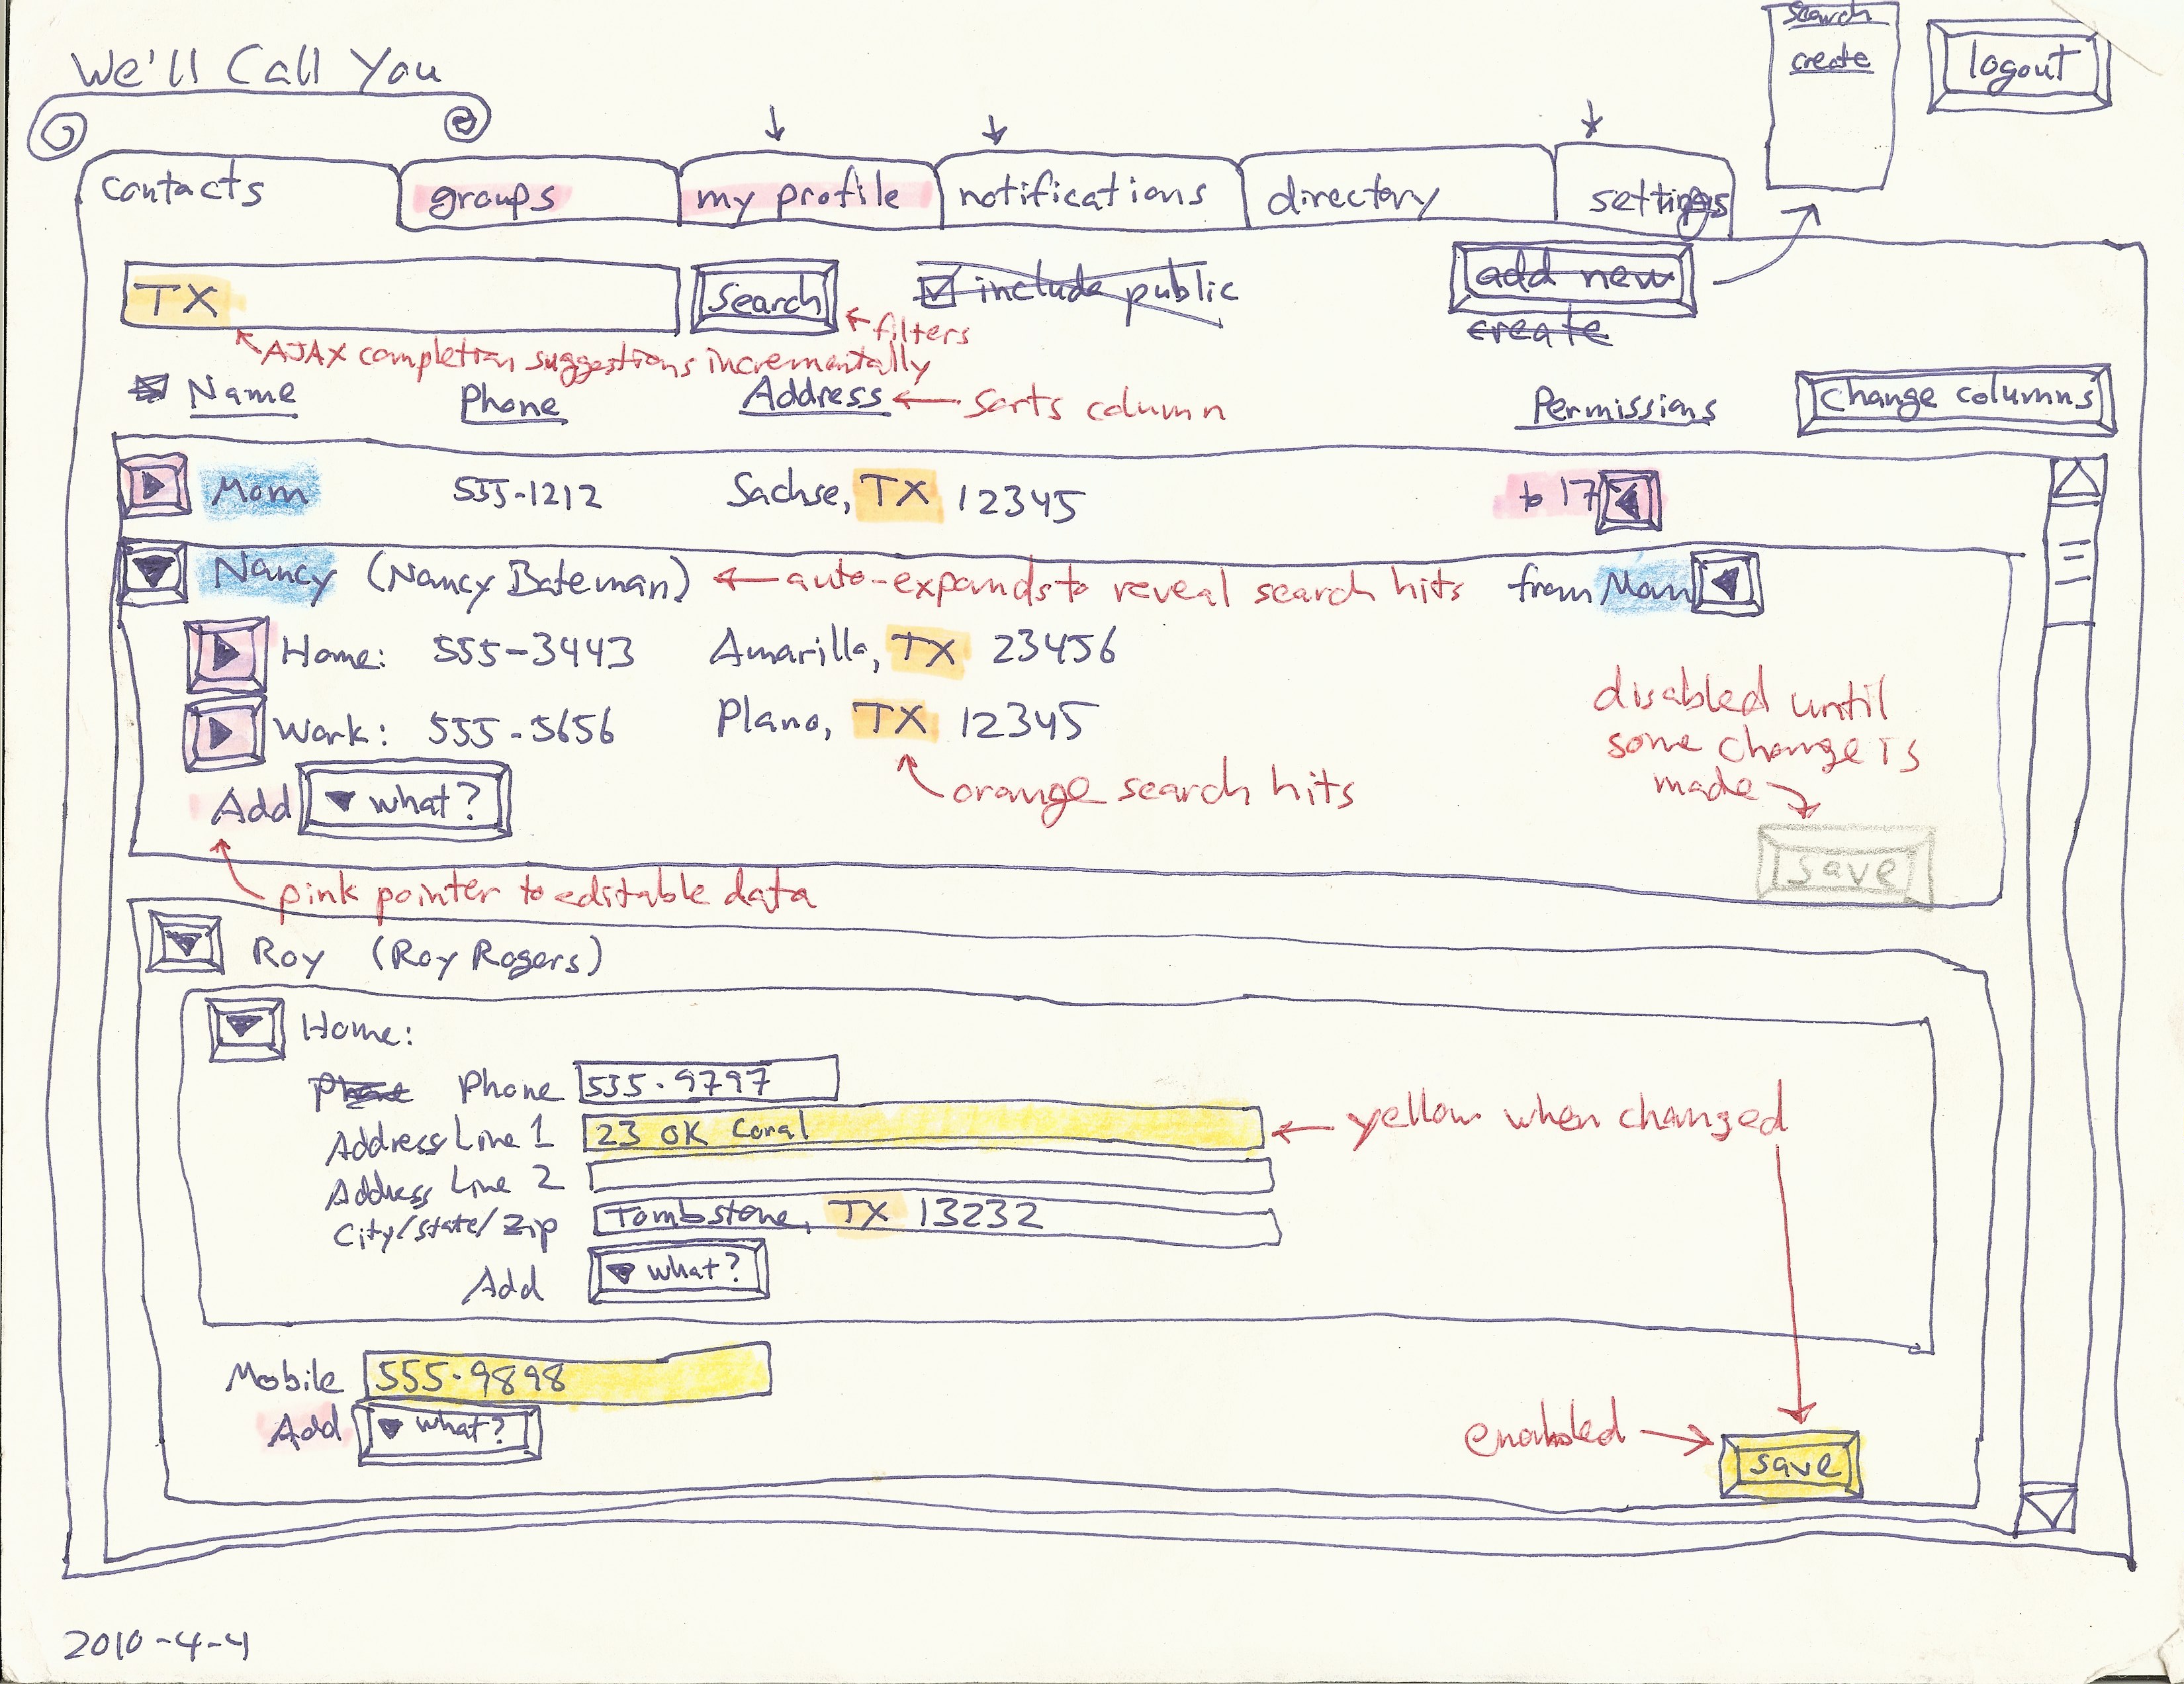 We'll Call You
search
create
logout
contacts
groups
my profile
notifications
directory
settings
TX
Search
include public
add new
create
filters
AJAX completion suggestions incrementally
Name
Phone
Address
sorts column
Permissions
Change columns
Mom 555-1212 Sachse, TX 12345 to 17
Nancy (Nancy Bateman) auto-expands to reveal search hits from Mom
Home: 555-3443 Amarillo, TX 23456
Work: 555-5656 Plano, TX 12345
disabled until
some change is
made
Add what?
orange search hits
save
pink pointer to editable data
Roy (Roy Rogers)
Home:
Phone Phone 555-9797
Address Line 1 23 OK Coral
yellow when changed
Address Line 2
City/State/Zip Tombstone, TX 13232
Add what?
Mobile 555-9898
Add what?
enabled
save
2010-4-4